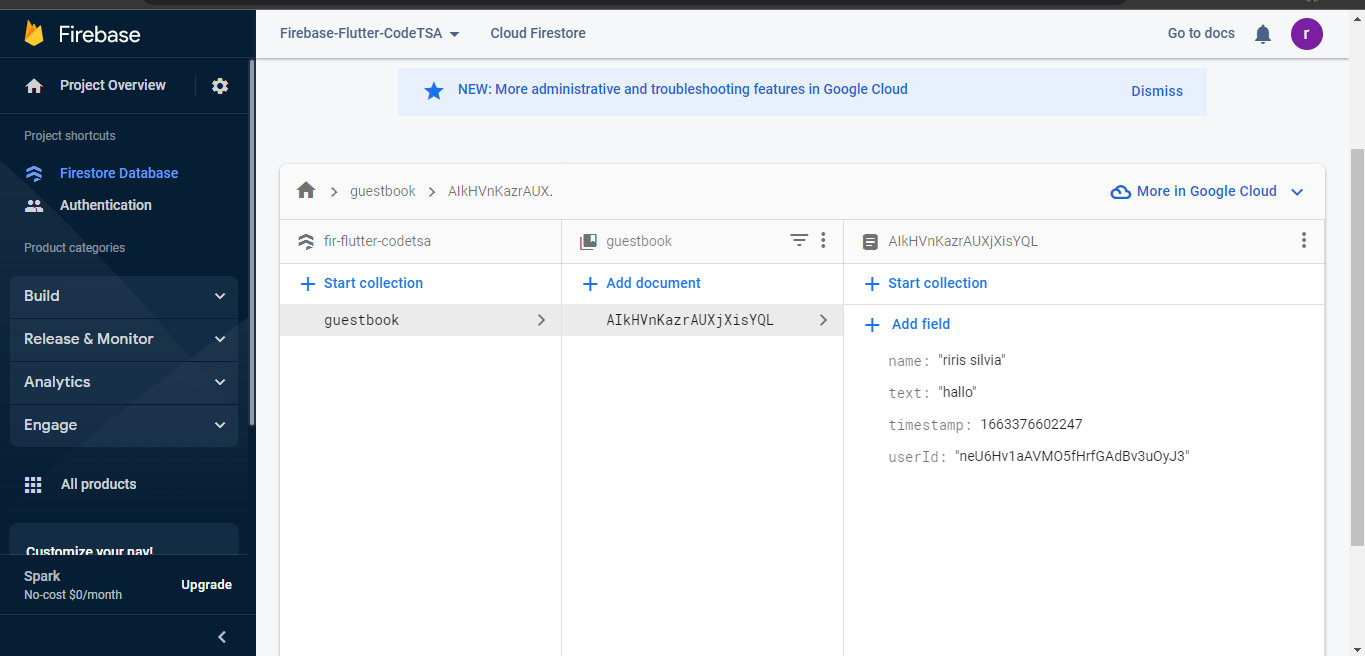 Firebase
Firebase-Flutter-CodeTSA
Cloud Firestore
Go to docs
r
Project Overview
NEW: More administrative and troubleshooting features in Google Cloud
Dismiss
Project shortcuts
Firestore Database
Authentication
Product categories
Build
Release & Monitor
Analytics
Engage
All products
Customize your nav!
Spark
No-cost $0/month
Upgrade
guestbook
AIkHVnKazrAUX.
More in Google Cloud
fir-flutter-codetsa
Start collection
guestbook
guestbook
Add document
AIkHVnKazrAUXjXisYQL
AIkHVnKazrAUXjXisYQL
Start collection
Add field
name: "riris silvia"
text: "hallo"
timestamp: 1663376602247
userId: "neU6Hv1aAVMO5fHrfGAdBv3uOyJ3"